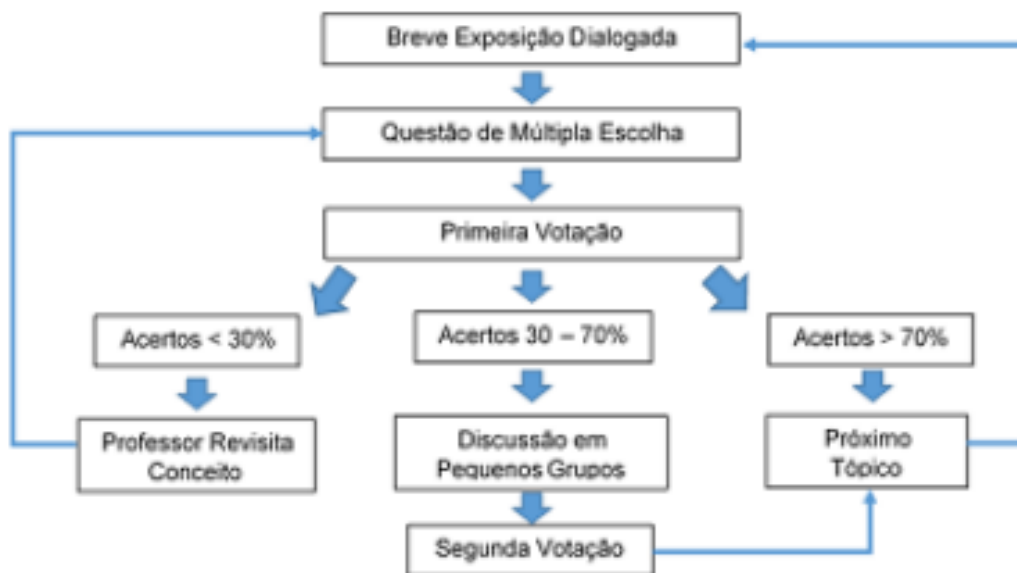 Breve Exposição Dialogada
Questão de Múltipla Escolha
Primeira Votação
Acertos < 30%
Acertos 30 – 70%
Acertos > 70%
Professor Revisita
Conceito
Discussão em
Pequenos Grupos
Próximo
Tópico
Segunda Votação